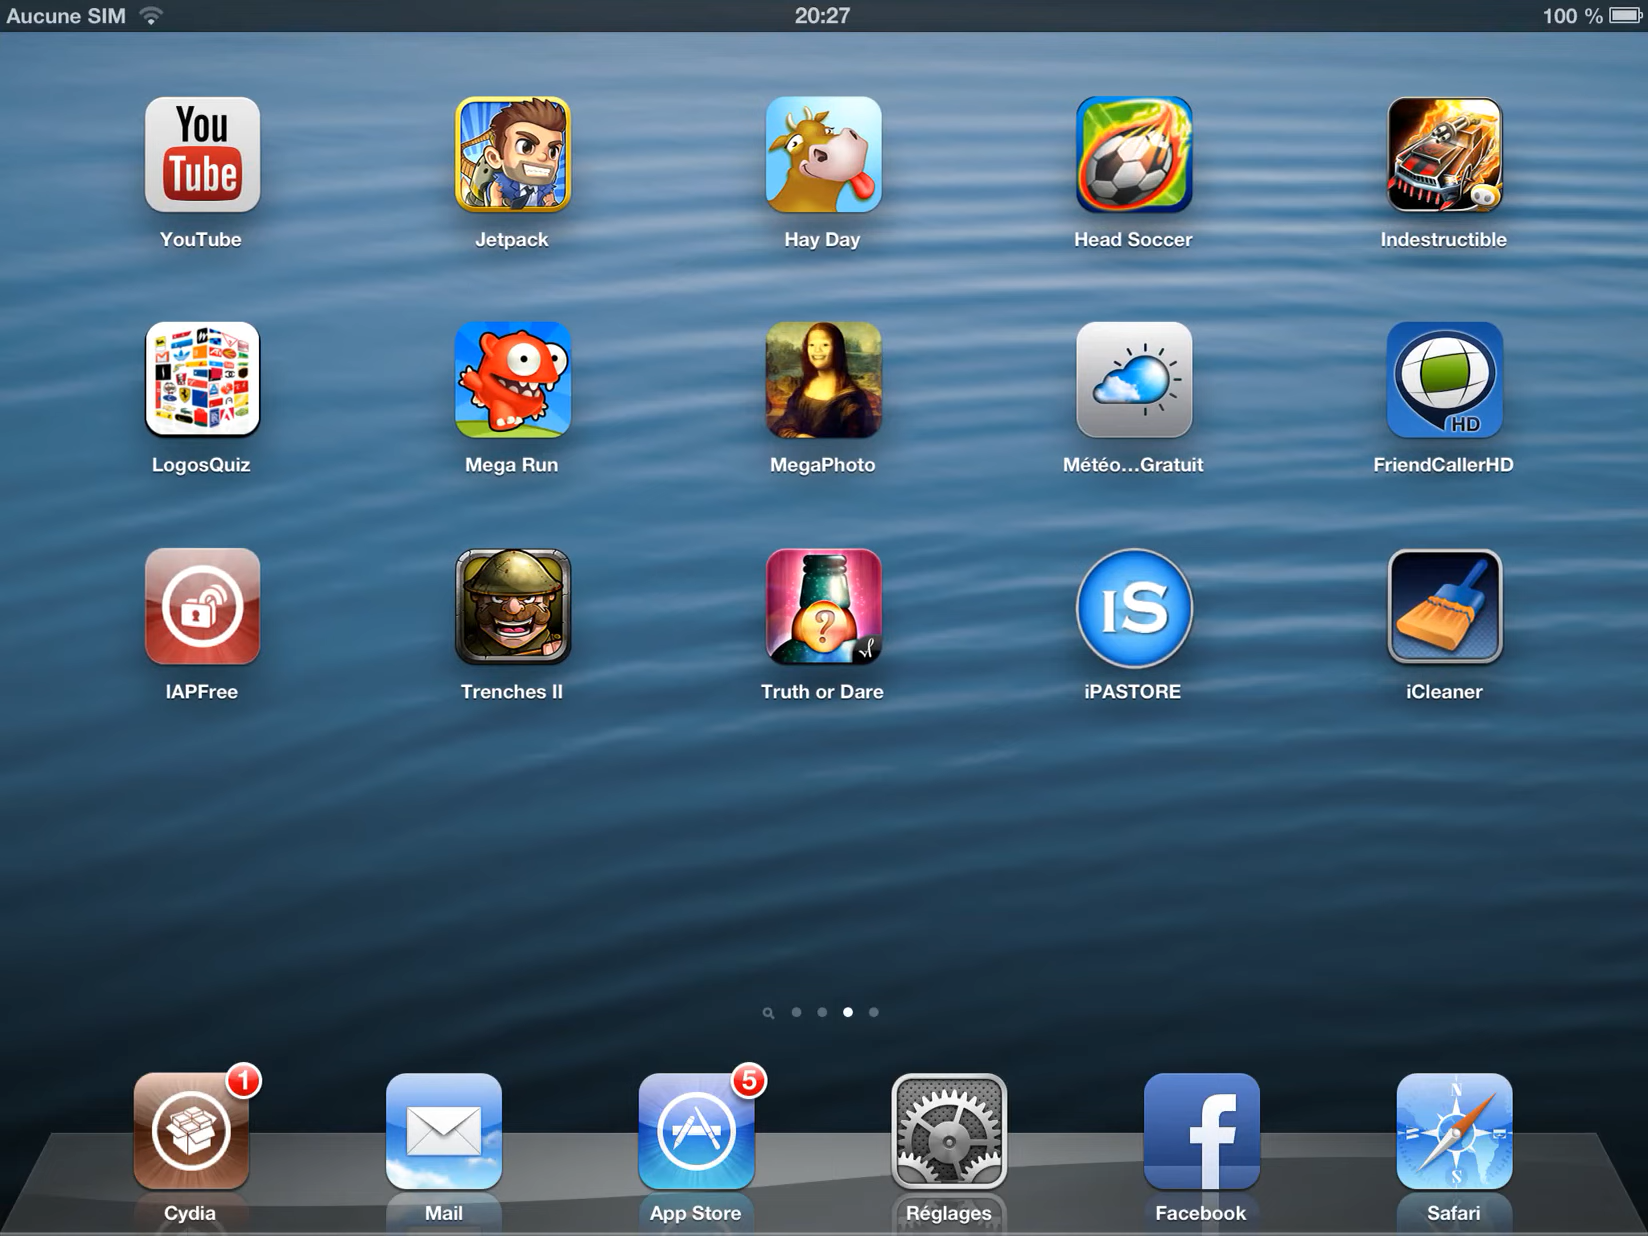 Aucune SIM 20:27 100 %
You
Tube
YouTube Jetpack Hay Day Head Soccer Indestructible
HD
LogosQuiz Mega Run MegaPhoto Météo...Gratuit FriendCallerHD
? iS
IAPFree Trenches II Truth or Dare iPASTORE iCleaner
1 5
f N
S
Cydia Mail App Store Réglages Facebook Safari